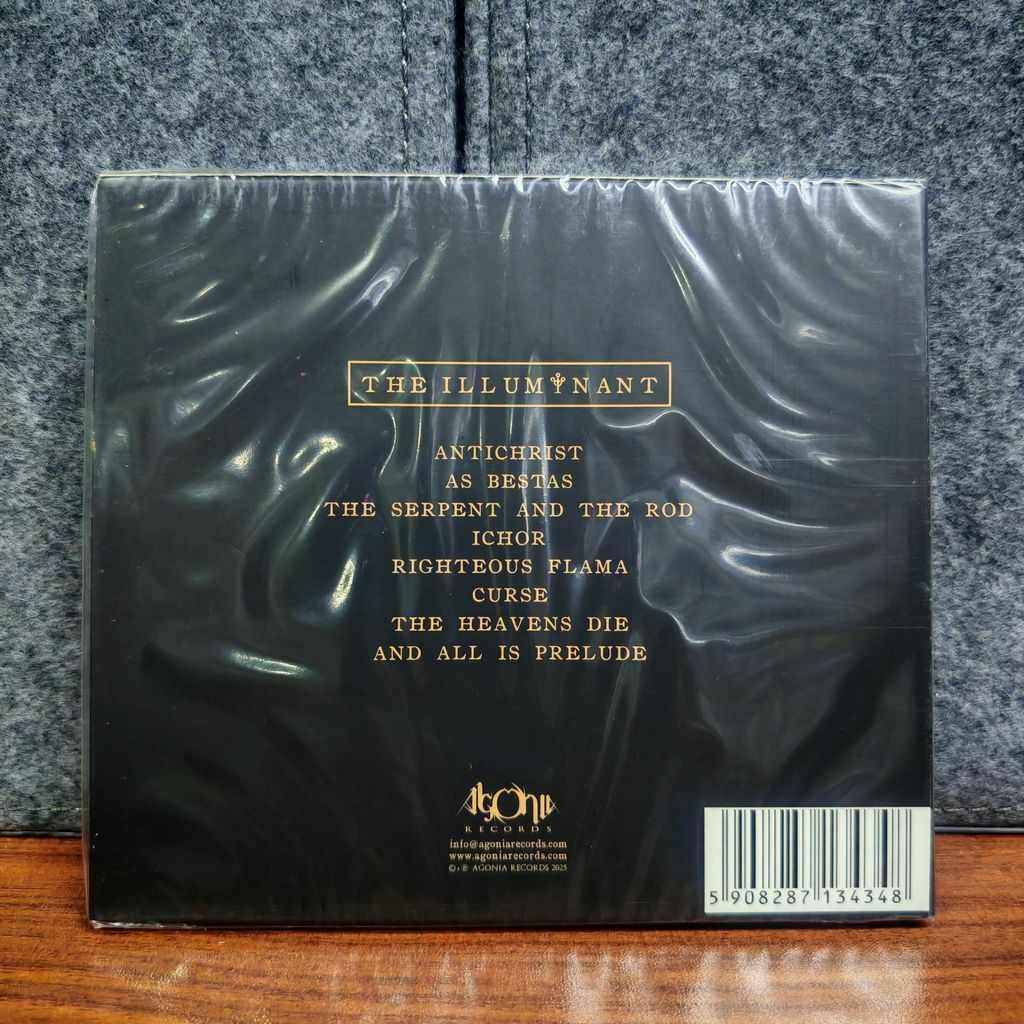 THE ILLUMINANT
ANTICHRIST
AS BESTAS
THE SERPENT AND THE ROD
ICHOR
RIGHTEOUS FLAMA
CURSE
THE HEAVENS DIE
AND ALL IS PRELUDE
AgOniA
RECORDS
info@agoniarecords.com
www.agoniarecords.com
©+℗ AGONIA RECORDS 2025
5 908287 134348